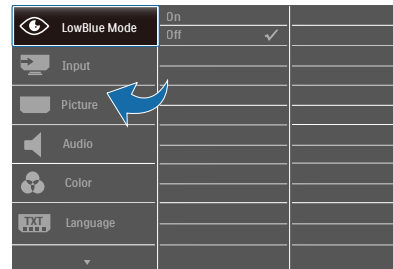 LowBlue Mode
On
Off
Input
Picture
Audio
Color
TXT
Language